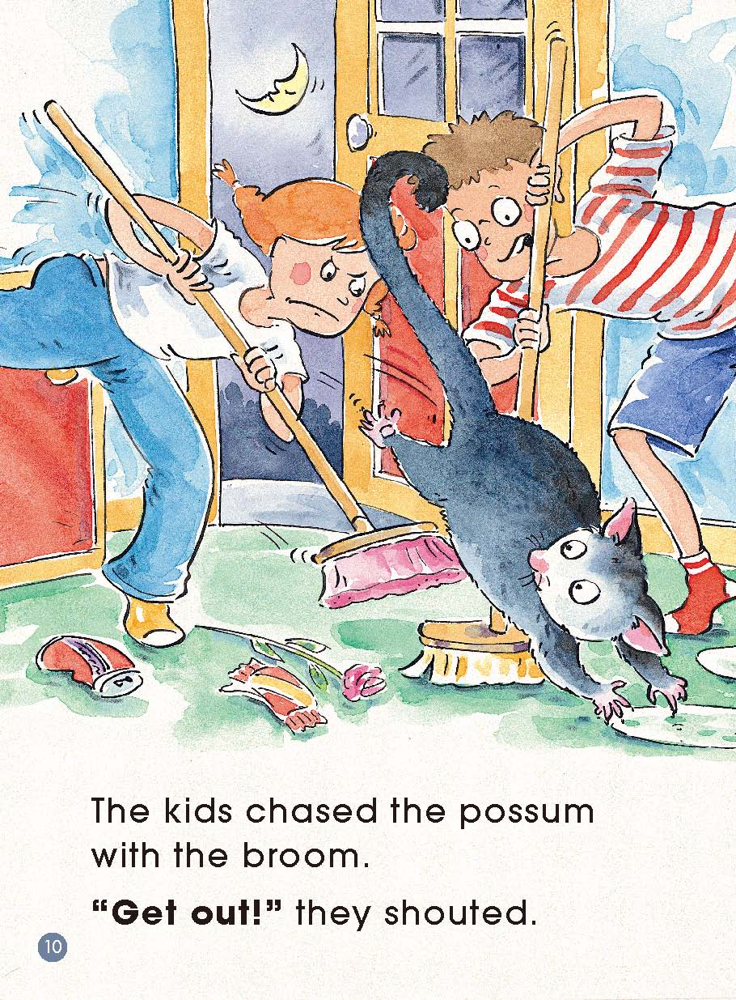 The kids chased the possum
with the broom.
“Get out!” they shouted.
10